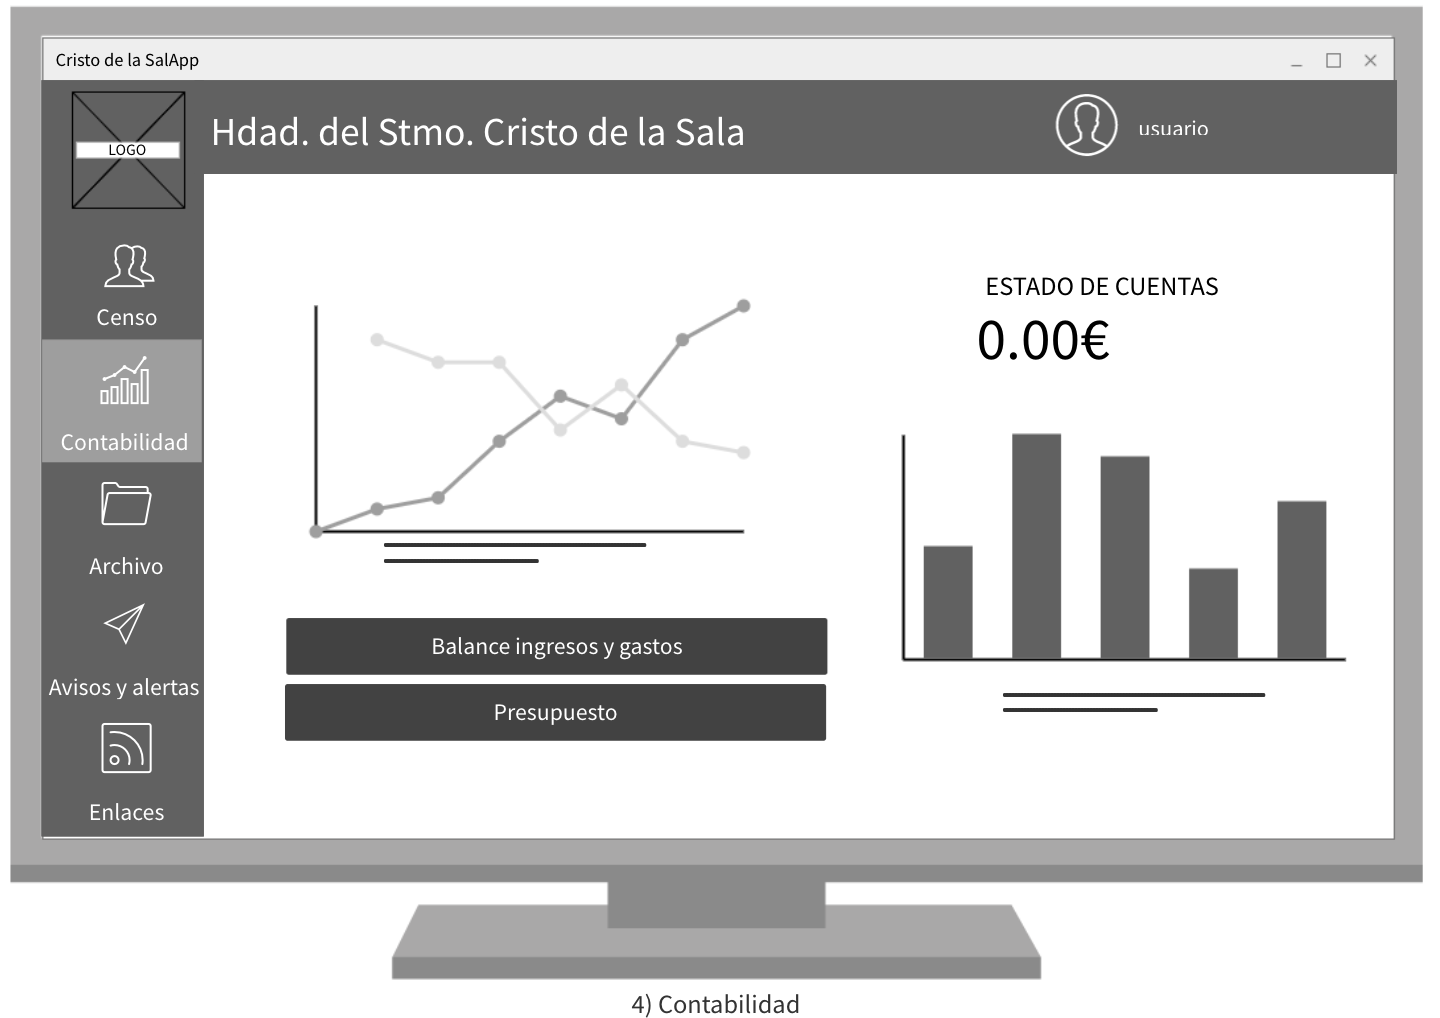 Cristo de la SalApp
LOGO
Hdad. del Stmo. Cristo de la Sala
usuario
Censo
Contabilidad
Archivo
Avisos y alertas
Enlaces
ESTADO DE CUENTAS
0.00€
Balance ingresos y gastos
Presupuesto
4) Contabilidad